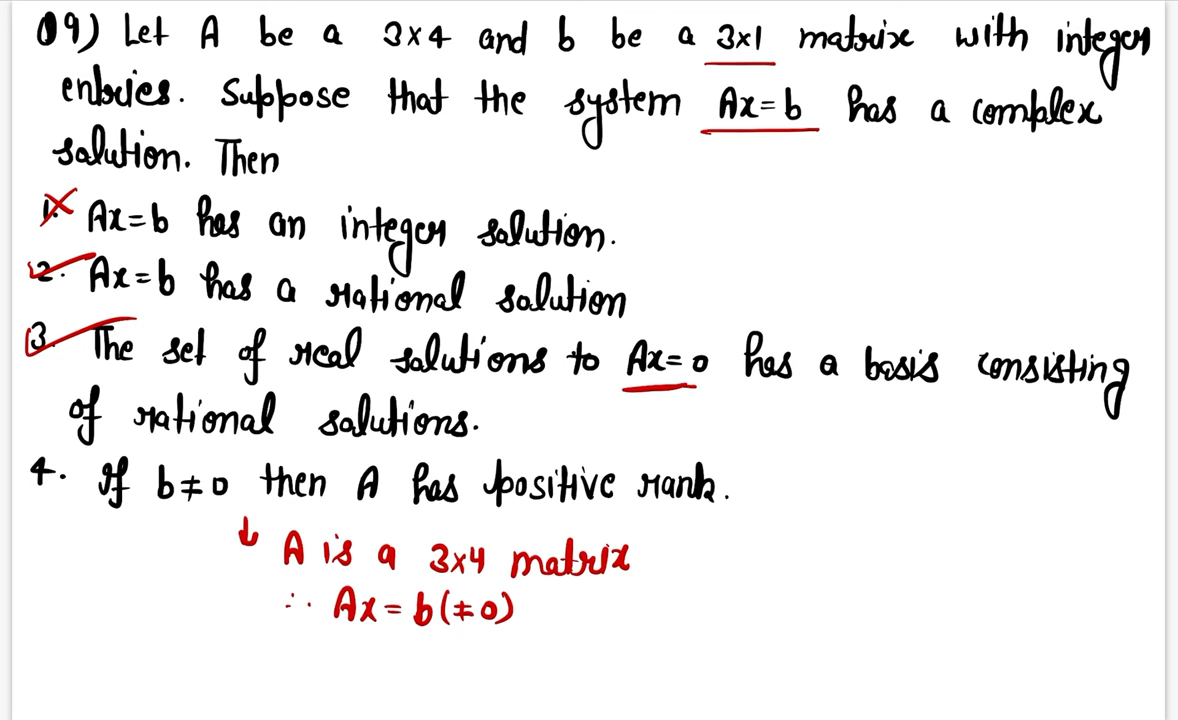 Q9) Let A be a 3×4 and b be a 3×1 matrix with integer
entries. Suppose that the system Ax=b has a complex
solution. Then
1. Ax=b has an integer solution.
2. Ax=b has a rational solution
3. The set of real solutions to Ax=0 has a basis consisting
of rational solutions.
4. If b≠0 then A has positive rank.
↓ A is a 3×4 matrix
∴ Ax=b(≠0)